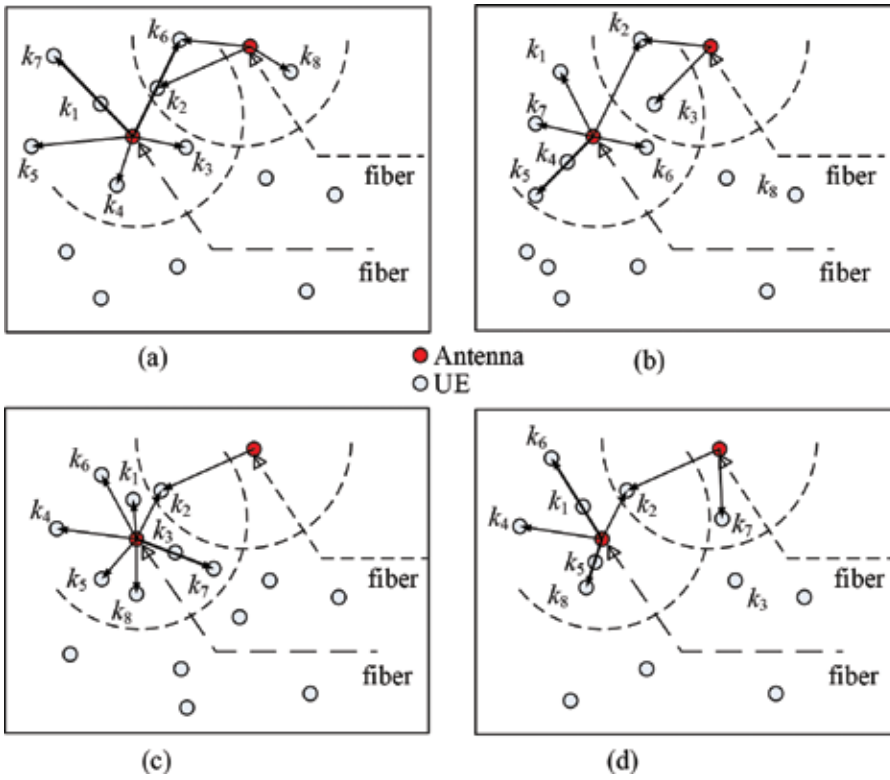 k6
k7
k8
k1
k2
k5
k3
k4
fiber
fiber
(a)
k2
k1
k7
k3
k4
k5
k6
k8
fiber
fiber
(b)
Antenna
UE
k6
k1
k2
k4
k3
k5
k7
k8
fiber
fiber
(c)
k6
k1
k2
k4
k7
k5
k8
k3
fiber
fiber
(d)